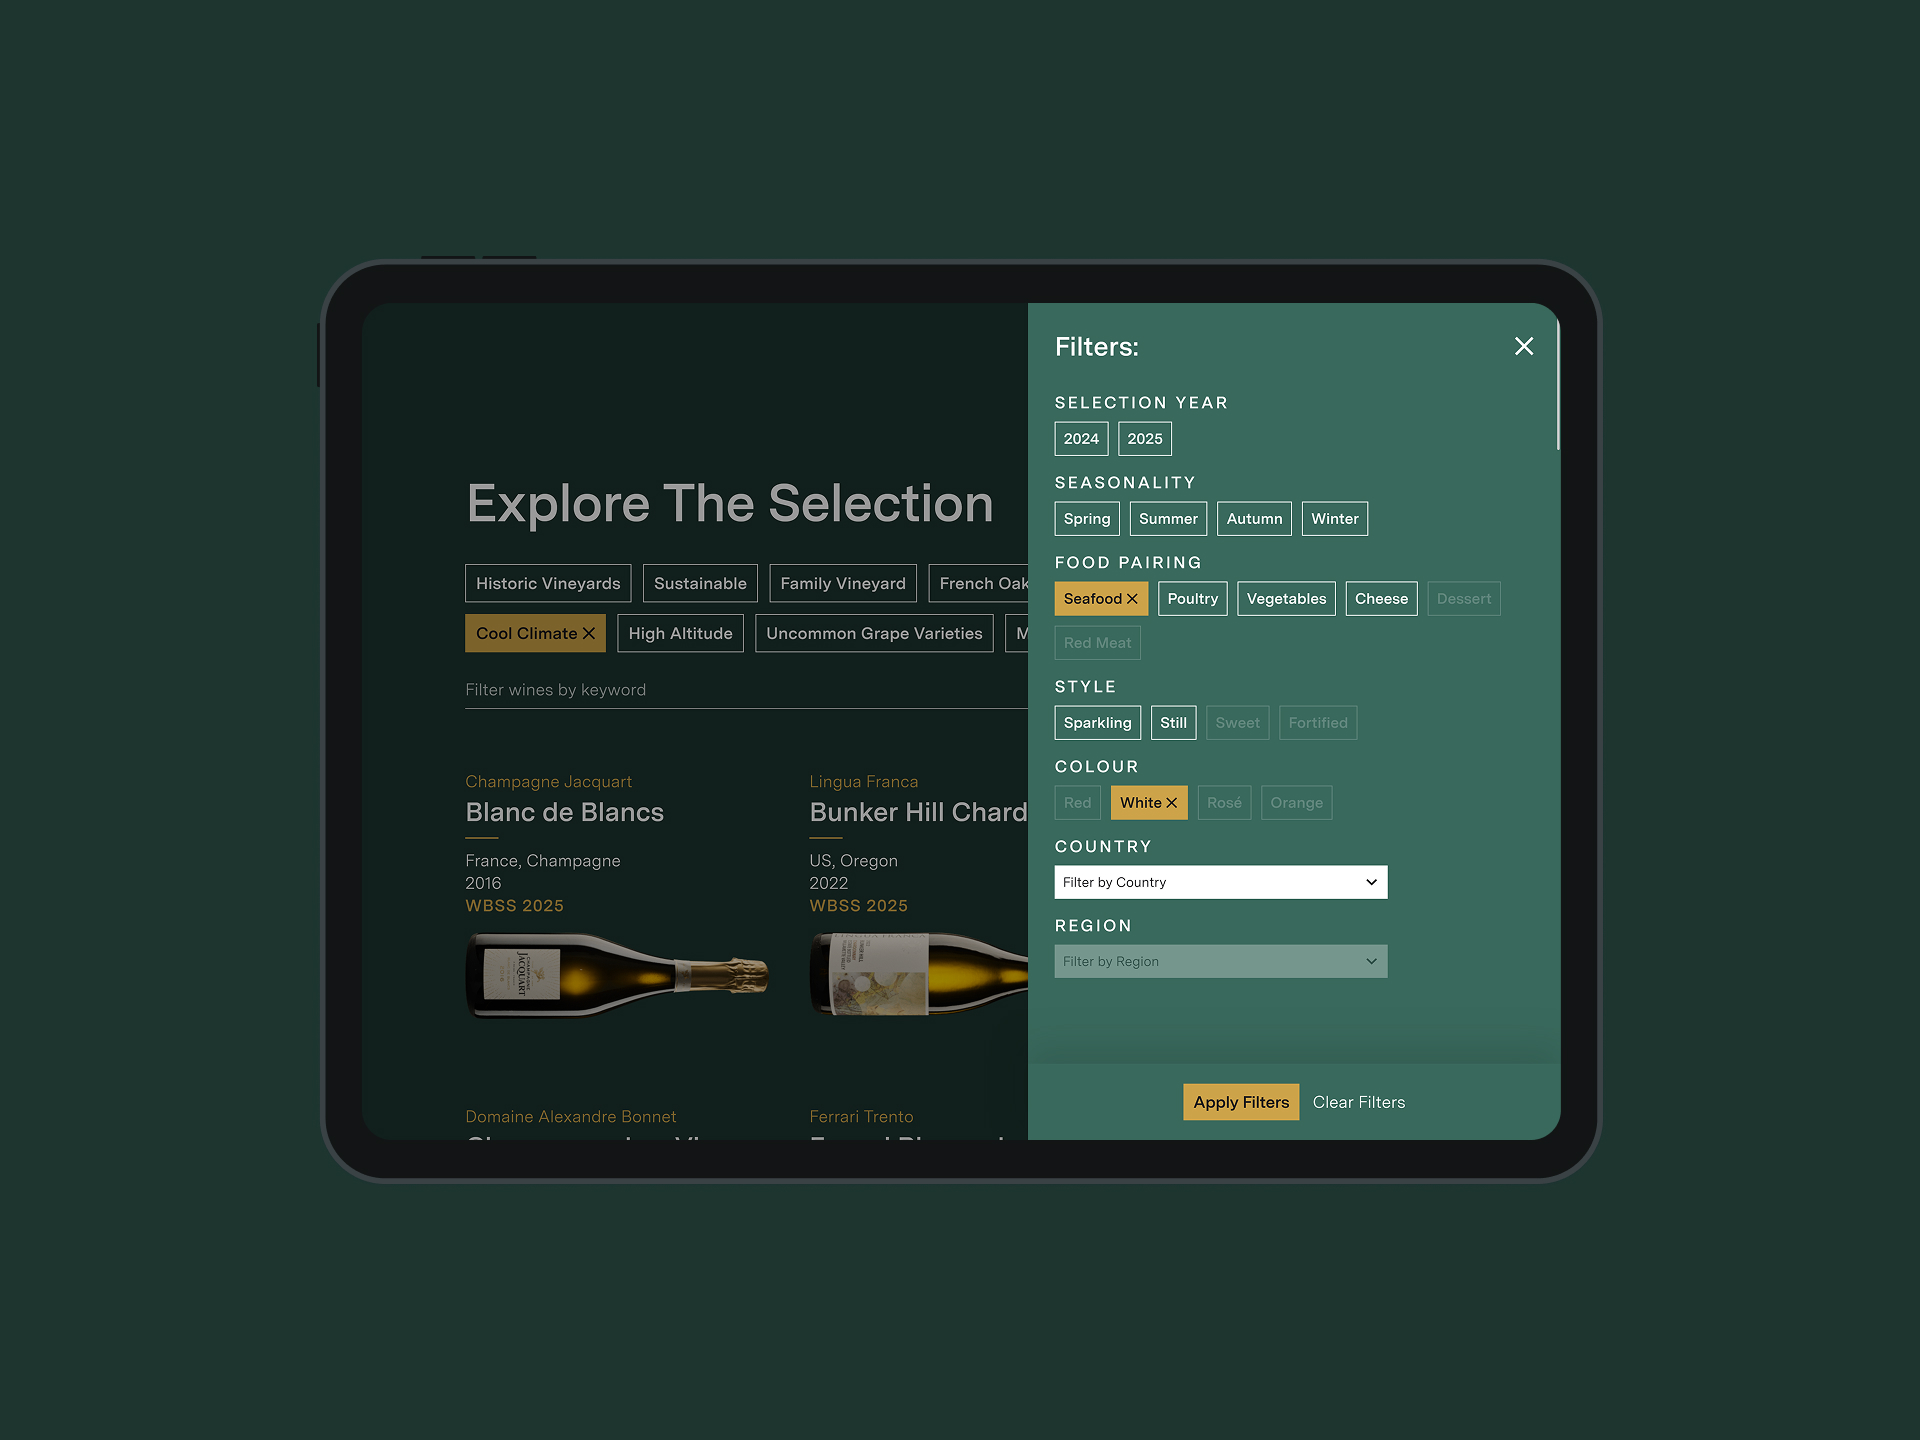 Explore The Selection
Historic Vineyards
Sustainable
Family Vineyard
French Oak
Cool Climate
High Altitude
Uncommon Grape Varieties
M
Filter wines by keyword
Champagne Jacquart
Blanc de Blancs
France, Champagne
2016
WBSS 2025
CHAMPAGNE
JACQUART
Lingua Franca
Bunker Hill Chard
US, Oregon
2022
WBSS 2025
Domaine Alexandre Bonnet
Ferrari Trento
Filters:
SELECTION YEAR
2024
2025
SEASONALITY
Spring
Summer
Autumn
Winter
FOOD PAIRING
Seafood
Poultry
Vegetables
Cheese
Dessert
Red Meat
STYLE
Sparkling
Still
Sweet
Fortified
COLOUR
Red
White
Rosé
Orange
COUNTRY
Filter by Country
REGION
Filter by Region
Apply Filters
Clear Filters